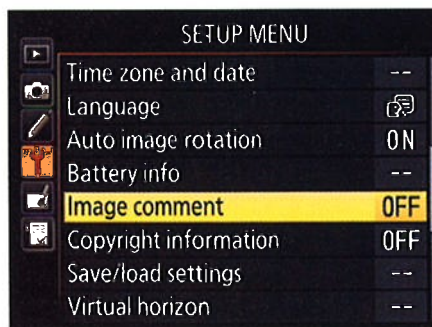 SETUP MENU
Time zone and date --
Language
Auto image rotation ON
Battery info --
Image comment OFF
Copyright information OFF
Save/load settings --
Virtual horizon --